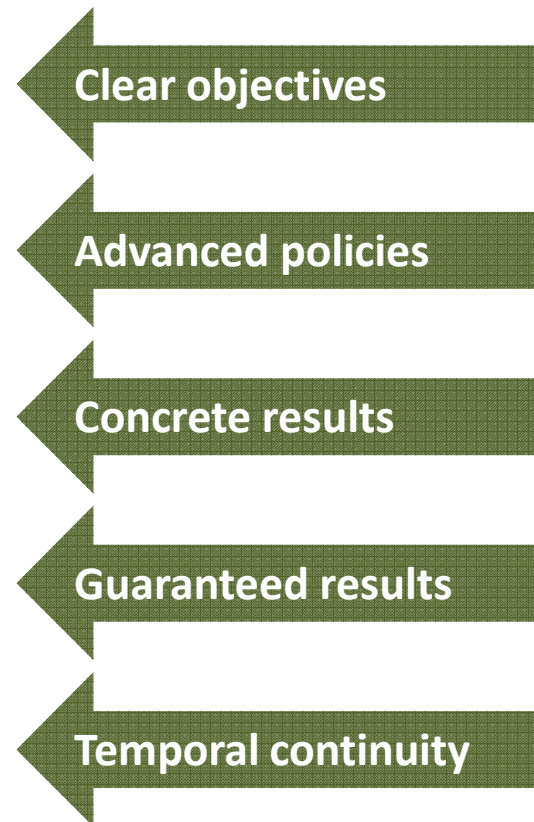 Clear objectives
Advanced policies
Concrete results
Guaranteed results
Temporal continuity